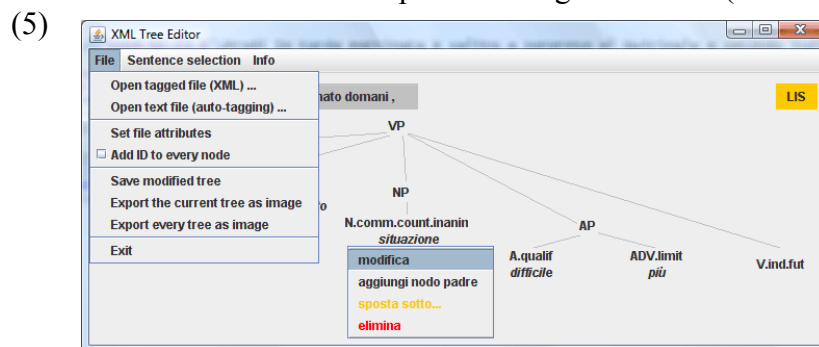 (5)
XML Tree Editor
File Sentence selection Info
Open tagged file (XML) ...
Open text file (auto-tagging) ...
Set file attributes
Add ID to every node
Save modified tree
Export the current tree as image
Export every tree as image
Exit
domani ,
LIS
VP
NP
N.comm.count.inanin
situazione
AP
A.qualif
difficile
ADV.limit
più
V.ind.fut
modifica
aggiungi nodo padre
sposta sotto...
elimina